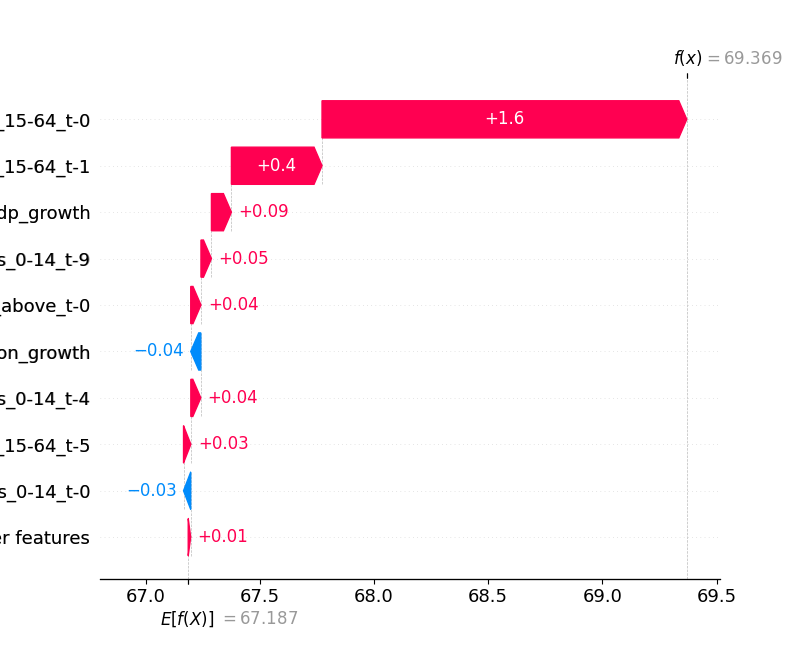 f(x) = 69.369
_15-64_t-0 +1.6
_15-64_t-1 +0.4
dp_growth +0.09
s_0-14_t-9 +0.05
above_t-0 +0.04
on_growth −0.04
s_0-14_t-4 +0.04
_15-64_t-5 +0.03
s_0-14_t-0 −0.03
er features +0.01
67.0 67.5 68.0 68.5 69.0 69.5
E[f(X)] = 67.187